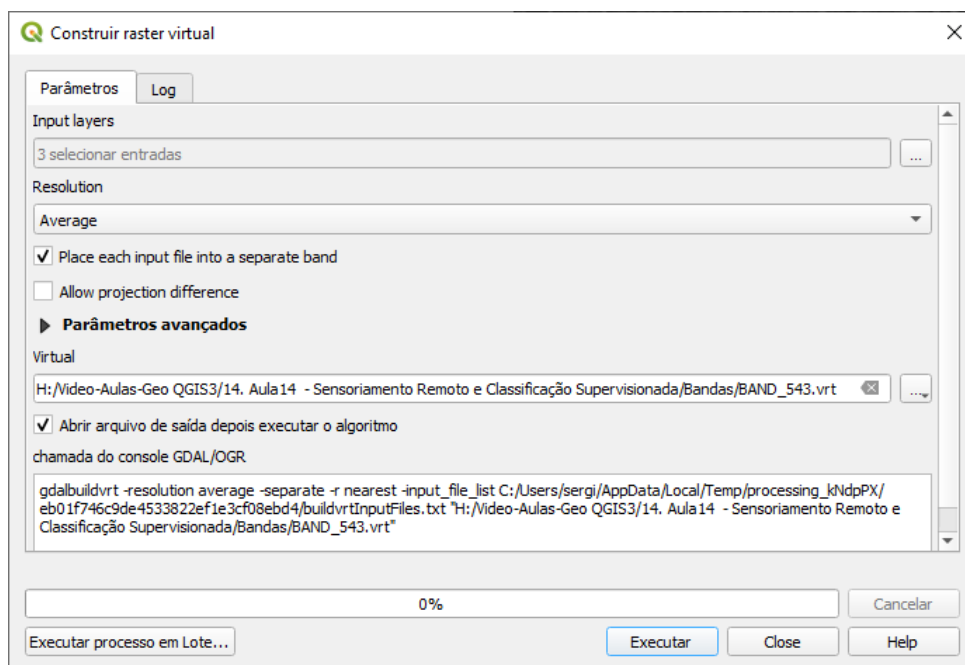 Construir raster virtual
Parâmetros
Log
Input layers
3 selecionar entradas
...
Resolution
Average
Place each input file into a separate band
Allow projection difference
Parâmetros avançados
Virtual
H:/Video-Aulas-Geo QGIS3/14. Aula14  - Sensoriamento Remoto e Classificação Supervisionada/Bandas/BAND_543.vrt
...
Abrir arquivo de saída depois executar o algoritmo
chamada do console GDAL/OGR
gdalbuildvrt -resolution average -separate -r nearest -input_file_list C:/Users/sergi/AppData/Local/Temp/processing_kNdpPX/
eb01f746c9de4533822ef1e3cf08ebd4/buildvrtInputFiles.txt "H:/Video-Aulas-Geo QGIS3/14. Aula14  - Sensoriamento Remoto e
Classificação Supervisionada/Bandas/BAND_543.vrt"
0%
Cancelar
Executar processo em Lote...
Executar
Close
Help